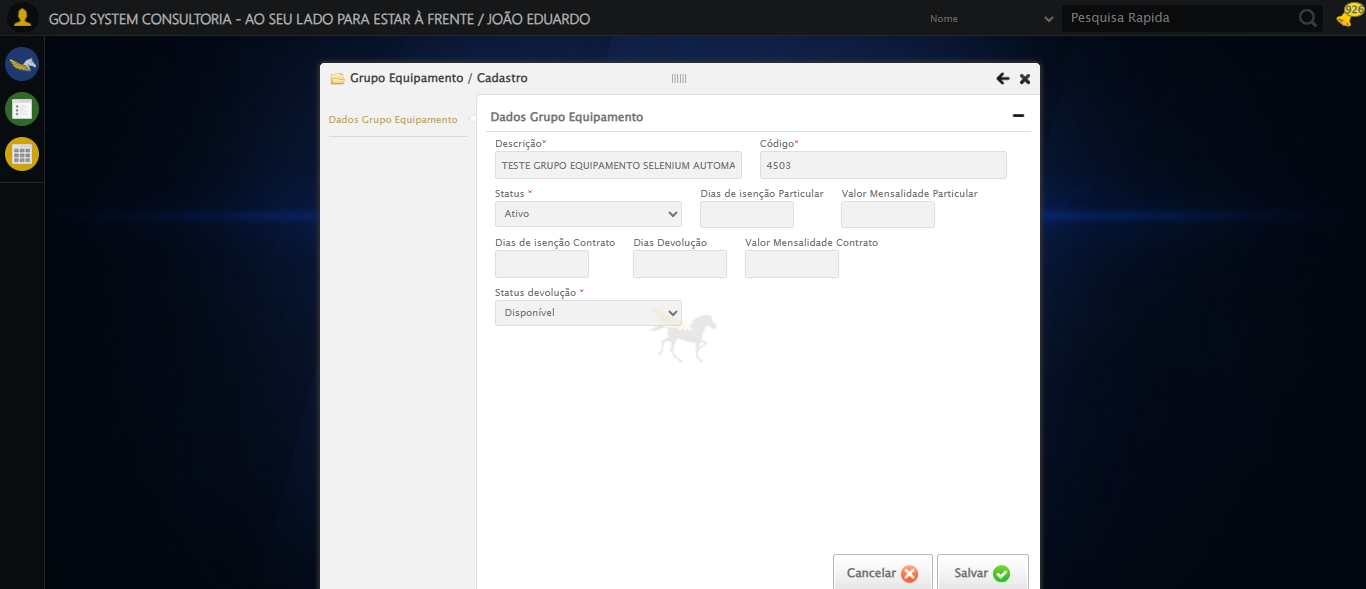 GOLD SYSTEM CONSULTORIA - AO SEU LADO PARA ESTAR À FRENTE / JOÃO EDUARDO
Nome
Pesquisa Rapida
926
Grupo Equipamento / Cadastro
Dados Grupo Equipamento
Dados Grupo Equipamento
Descrição*
Código*
TESTE GRUPO EQUIPAMENTO SELENIUM AUTOMA
4503
Status *
Dias de isenção Particular
Valor Mensalidade Particular
Ativo
Dias de isenção Contrato
Dias Devolução
Valor Mensalidade Contrato
Status devolução *
Disponível
Cancelar
Salvar